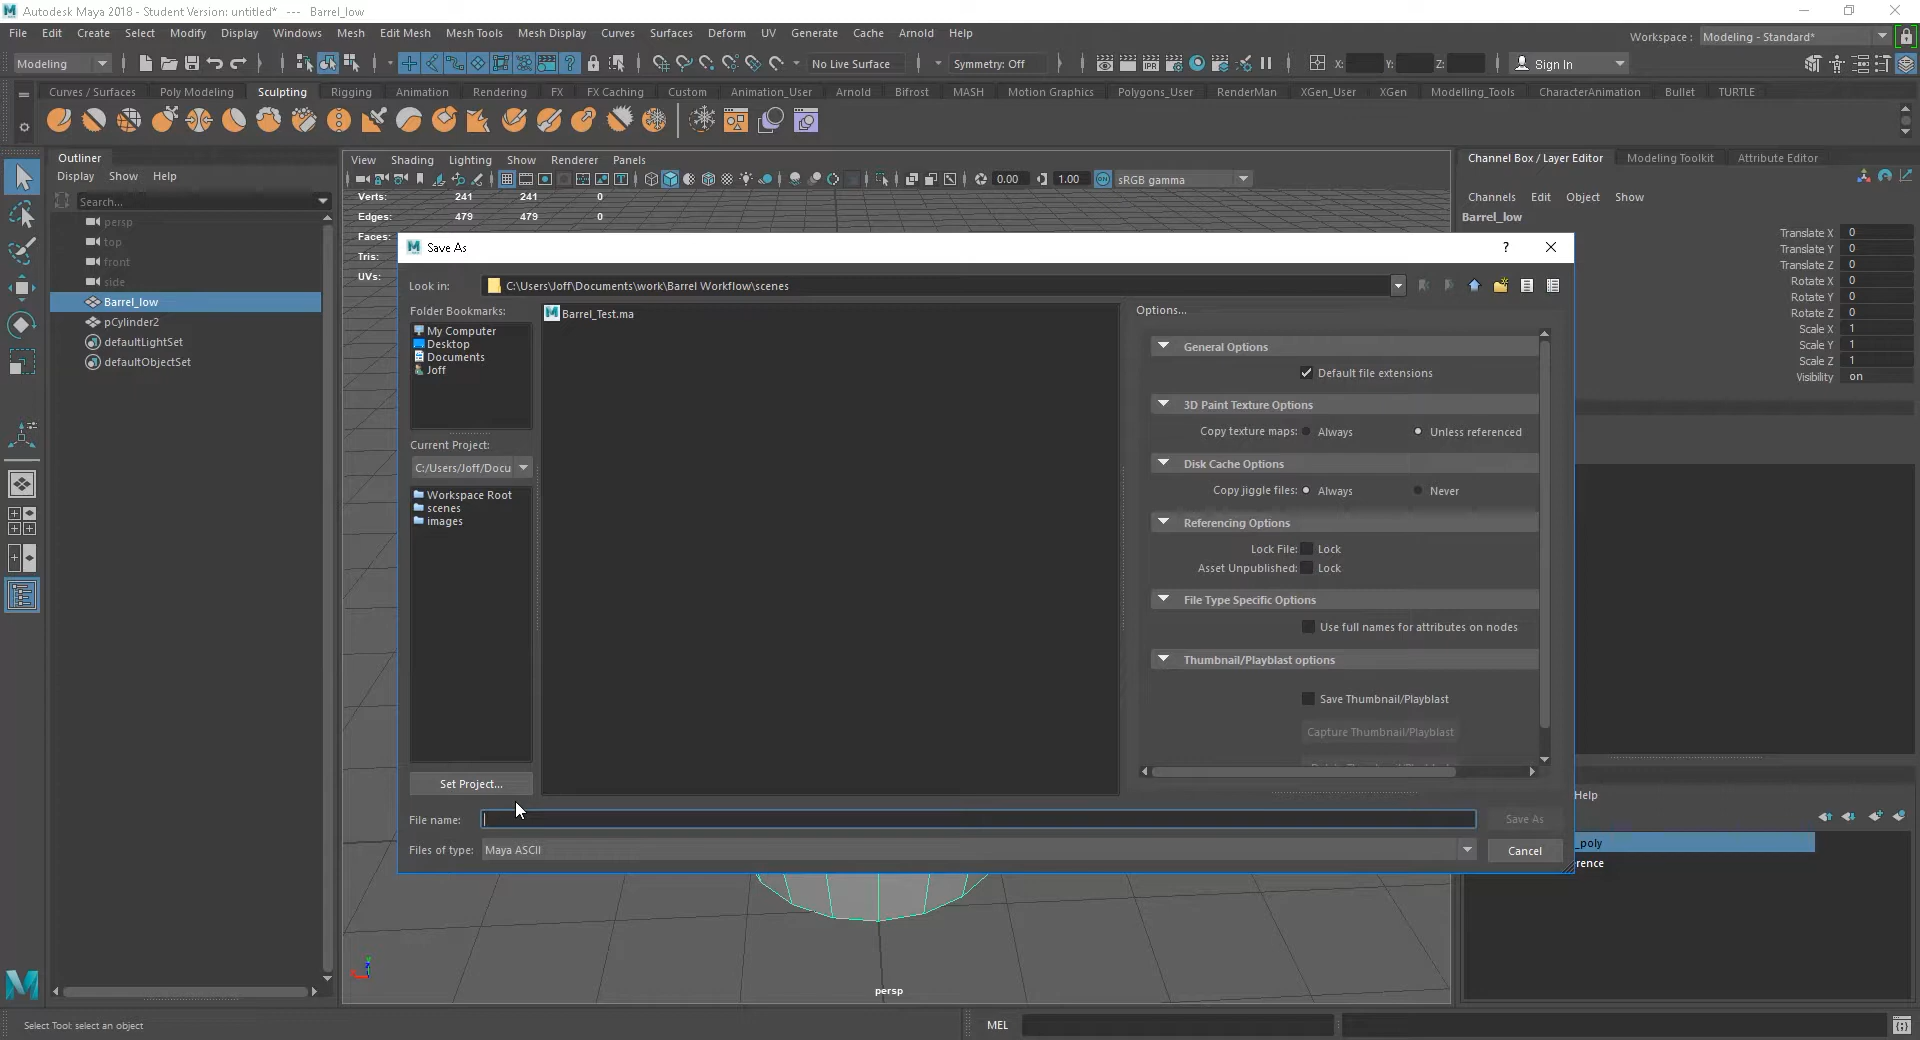 Autodesk Maya 2018 - Student Version: untitled* --- Barrel_low
File Edit Create Select Modify Display Windows Mesh Edit Mesh Mesh Tools Mesh Display Curves Surfaces Deform UV Generate Cache Arnold Help
Workspace : Modeling - Standard*
Modeling No Live Surface Symmetry: Off X: Y: Z: Sign In
Curves / Surfaces Poly Modeling Sculpting Rigging Animation Rendering FX FX Caching Custom Animation_User Arnold Bifrost MASH Motion Graphics Polygons_User RenderMan XGen_User XGen Modelling_Tools CharacterAnimation Bullet TURTLE
Outliner
Display Show Help
Search...
persp
top
front
side
Barrel_low
pCylinder2
defaultLightSet
defaultObjectSet
View Shading Lighting Show Renderer Panels
0.00 1.00 sRGB gamma
Verts: 241 241 0
Edges: 479 479 0
Faces:
Tris:
UVs:
Save As
?
Look in: C:\Users\Joff\Documents\work\Barrel Workflow\scenes
Folder Bookmarks:
My Computer
Desktop
Documents
Joff
Current Project:
C:/Users/Joff/Docu
Workspace Root
scenes
images
Set Project...
Barrel_Test.ma
Options...
General Options
Default file extensions
3D Paint Texture Options
Copy texture maps: Always Unless referenced
Disk Cache Options
Copy jiggle files: Always Never
Referencing Options
Lock File: Lock
Asset Unpublished: Lock
File Type Specific Options
Use full names for attributes on nodes
Thumbnail/Playblast options
Save Thumbnail/Playblast
Capture Thumbnail/Playblast
File name: Save As
Files of type: Maya ASCII Cancel
persp
Channel Box / Layer Editor Modeling Toolkit Attribute Editor
Channels Edit Object Show
Barrel_low
Translate X 0
Translate Y 0
Translate Z 0
Rotate X 0
Rotate Y 0
Rotate Z 0
Scale X 1
Scale Y 1
Scale Z 1
Visibility on
Help
_poly
rence
Select Tool: select an object
MEL